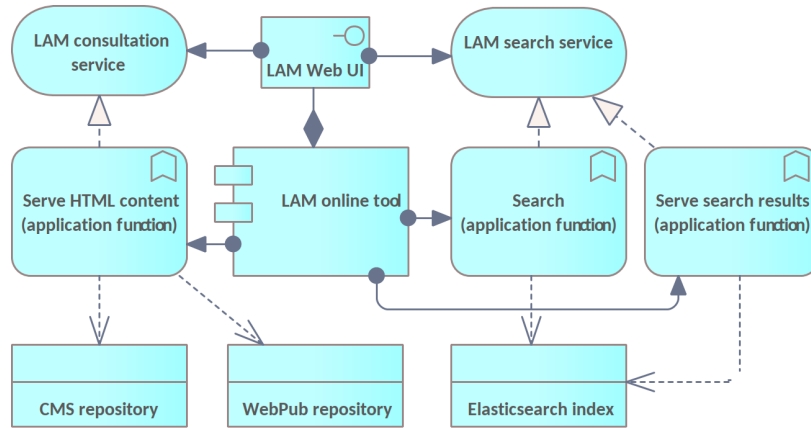 LAM consultation
service
LAM Web UI
LAM search service
Serve HTML content
(application function)
LAM online tool
Search
(application function)
Serve search results
(application function)
CMS repository
WebPub repository
Elasticsearch index